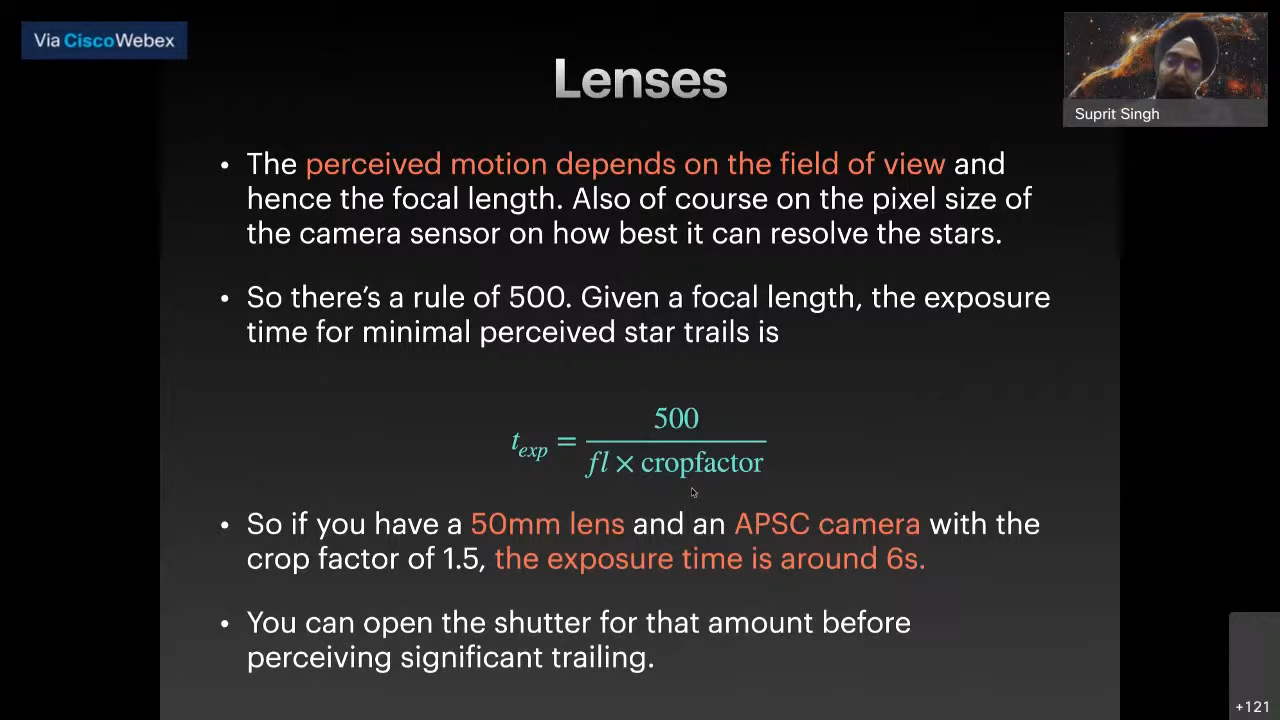 Via CiscoWebex
Lenses
Suprit Singh
• The perceived motion depends on the field of view and
hence the focal length. Also of course on the pixel size of
the camera sensor on how best it can resolve the stars.
• So there's a rule of 500. Given a focal length, the exposure
time for minimal perceived star trails is
500
t_exp = ―――
fl × cropfactor
• So if you have a 50mm lens and an APSC camera with the
crop factor of 1.5, the exposure time is around 6s.
• You can open the shutter for that amount before
perceiving significant trailing.
+121